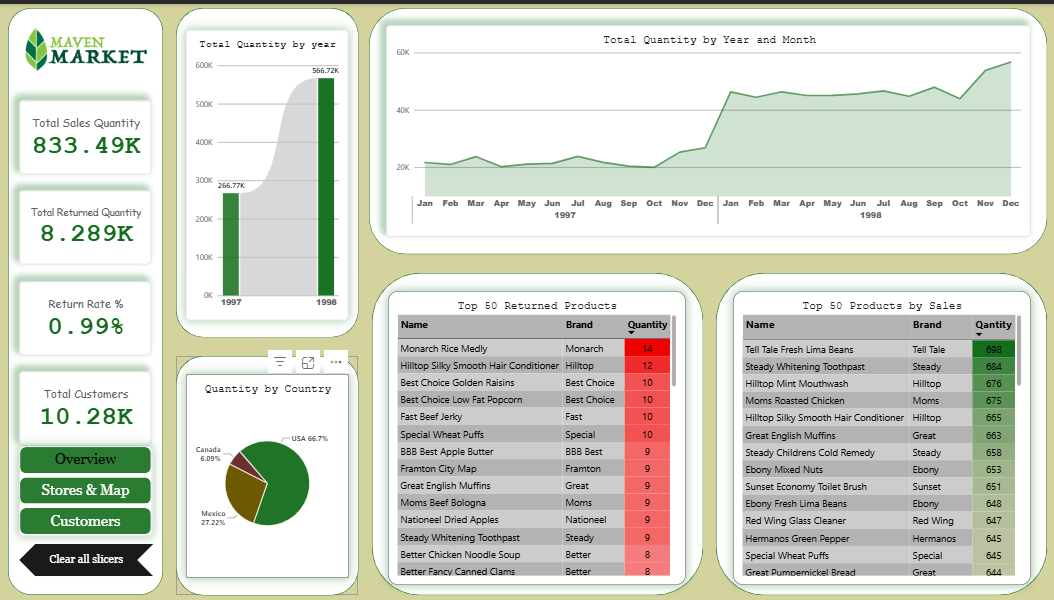 MAVEN
MARKET
Total Sales Quantity
833.49K
Total Returned Quantity
8.289K
Return Rate %
0.99%
Total Customers
10.28K
Overview
Stores & Map
Customers
Clear all slicers
Total Quantity by year
600K
500K
400K
300K
200K
100K
0K
266.77K
566.72K
1997 1998
Total Quantity by Year and Month
60K
40K
20K
Jan Feb Mar Apr May Jun Jul Aug Sep Oct Nov Dec Jan Feb Mar Apr May Jun Jul Aug Sep Oct Nov Dec
1997 1998
Quantity by Country
USA 66.7%
Canada
6.09%
Mexico
27.22%
Top 50 Returned Products
Name Brand Quantity
Monarch Rice Medly Monarch 14
Hilltop Silky Smooth Hair Conditioner Hilltop 12
Best Choice Golden Raisins Best Choice 10
Best Choice Low Fat Popcorn Best Choice 10
Fast Beef Jerky Fast 10
Special Wheat Puffs Special 10
BBB Best Apple Butter BBB Best 9
Framton City Map Framton 9
Great English Muffins Great 9
Moms Beef Bologna Moms 9
Nationeel Dried Apples Nationeel 9
Steady Whitening Toothpast Steady 9
Better Chicken Noodle Soup Better 8
Better Fancy Canned Clams Better 8
Top 50 Products by Sales
Name Brand Qantity
Tell Tale Fresh Lima Beans Tell Tale 698
Steady Whitening Toothpast Steady 684
Hilltop Mint Mouthwash Hilltop 676
Moms Roasted Chicken Moms 675
Hilltop Silky Smooth Hair Conditioner Hilltop 665
Great English Muffins Great 663
Steady Childrens Cold Remedy Steady 658
Ebony Mixed Nuts Ebony 653
Sunset Economy Toilet Brush Sunset 651
Ebony Fresh Lima Beans Ebony 648
Red Wing Glass Cleaner Red Wing 647
Hermanos Green Pepper Hermanos 645
Special Wheat Puffs Special 645
Great Pumpernickel Bread Great 644